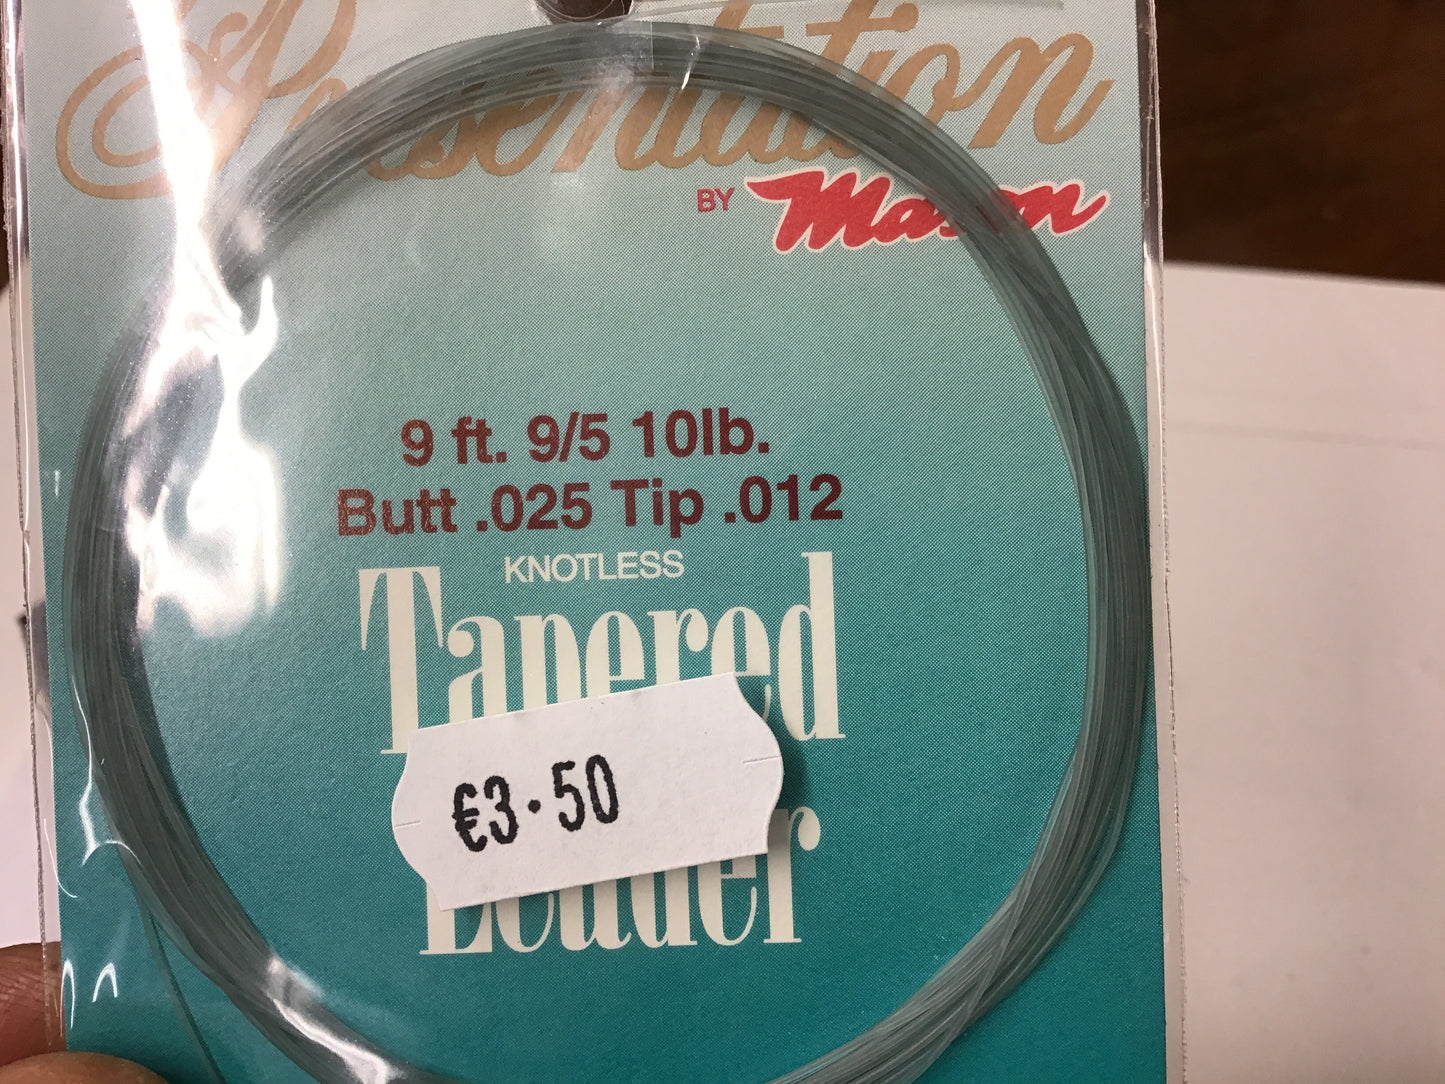 Presentation
BY Mason
9 ft. 9/5 10lb.
Butt .025 Tip .012
KNOTLESS
Tapered
€3.50
Leader